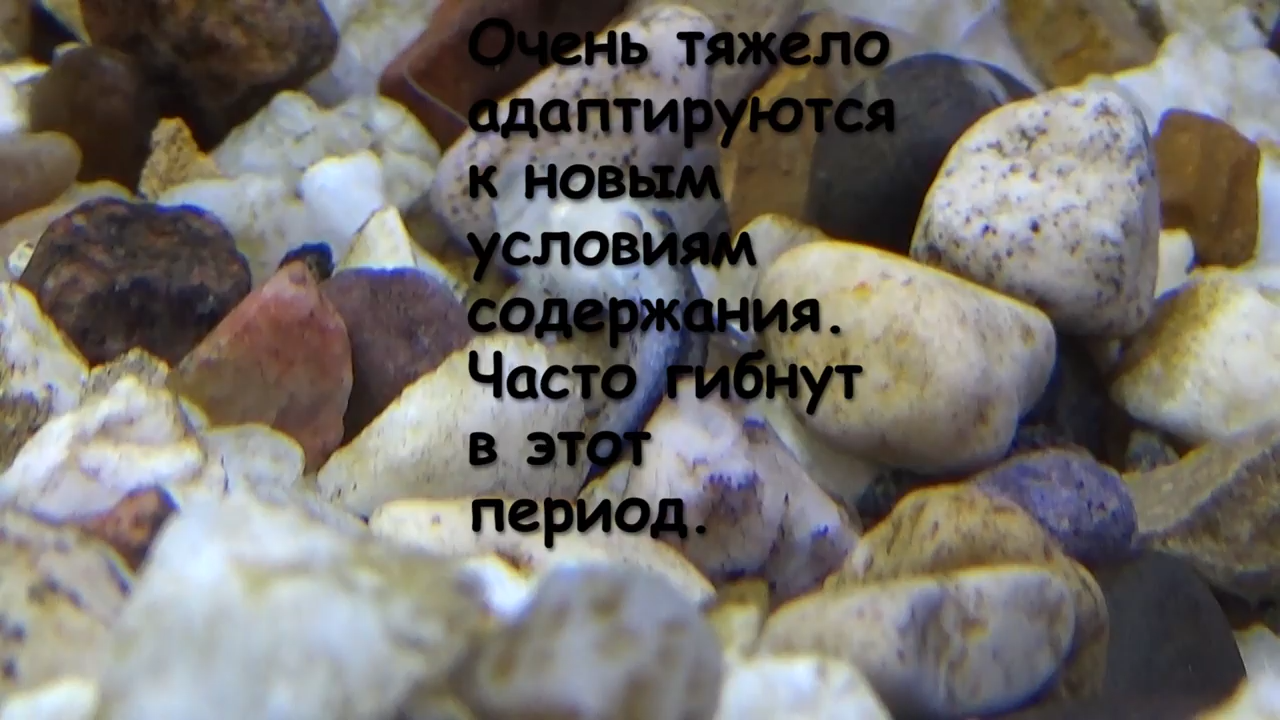 Очень тяжело
адаптируются
к новым
условиям
содержания.
Часто гибнут
в этот
период.